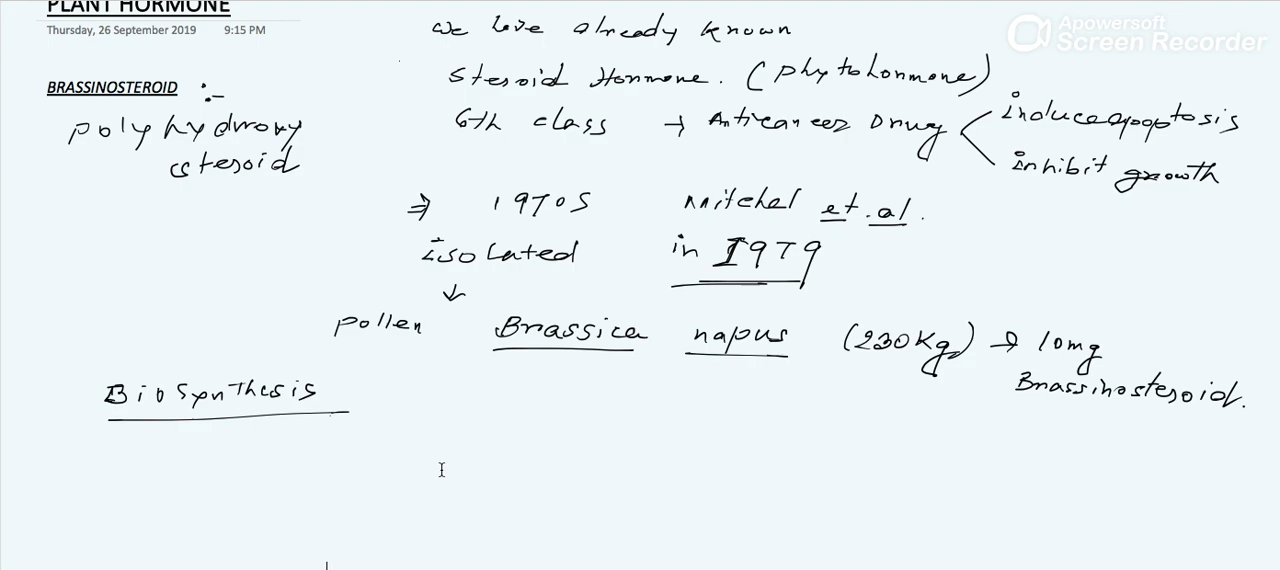 PLANT HORMONE
Thursday, 26 September 2019 9:15 PM
Apowersoft
Screen Recorder
we have already known
steroid Hormone. (phytohormone)
BRASSINOSTEROID :-
polyhydroxy
steroid
6th class → Anticancer Drug
induce apoptosis
inhibit growth
⇒ 1970s Mitchel et.al.
isolated in 1979
↓
pollen Brassica napus (230Kg) → 10mg
Brassinosteroid.
Biosynthesis